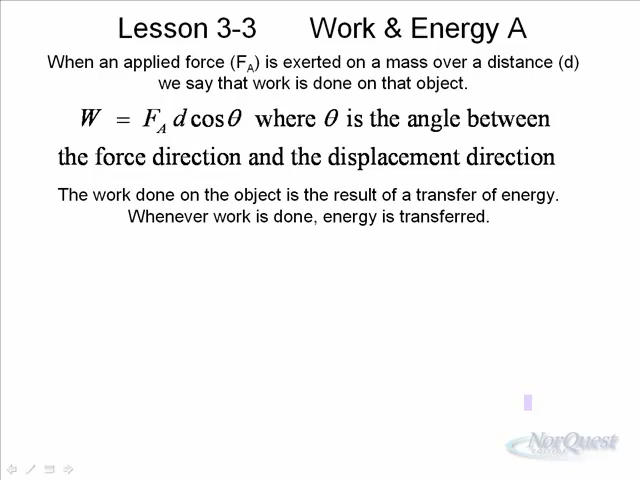 Lesson 3-3 Work & Energy A
When an applied force (F_A) is exerted on a mass over a distance (d)
we say that work is done on that object.
W = F_A d cosθ where θ is the angle between
the force direction and the displacement direction
The work done on the object is the result of a transfer of energy.
Whenever work is done, energy is transferred.
NorQuest